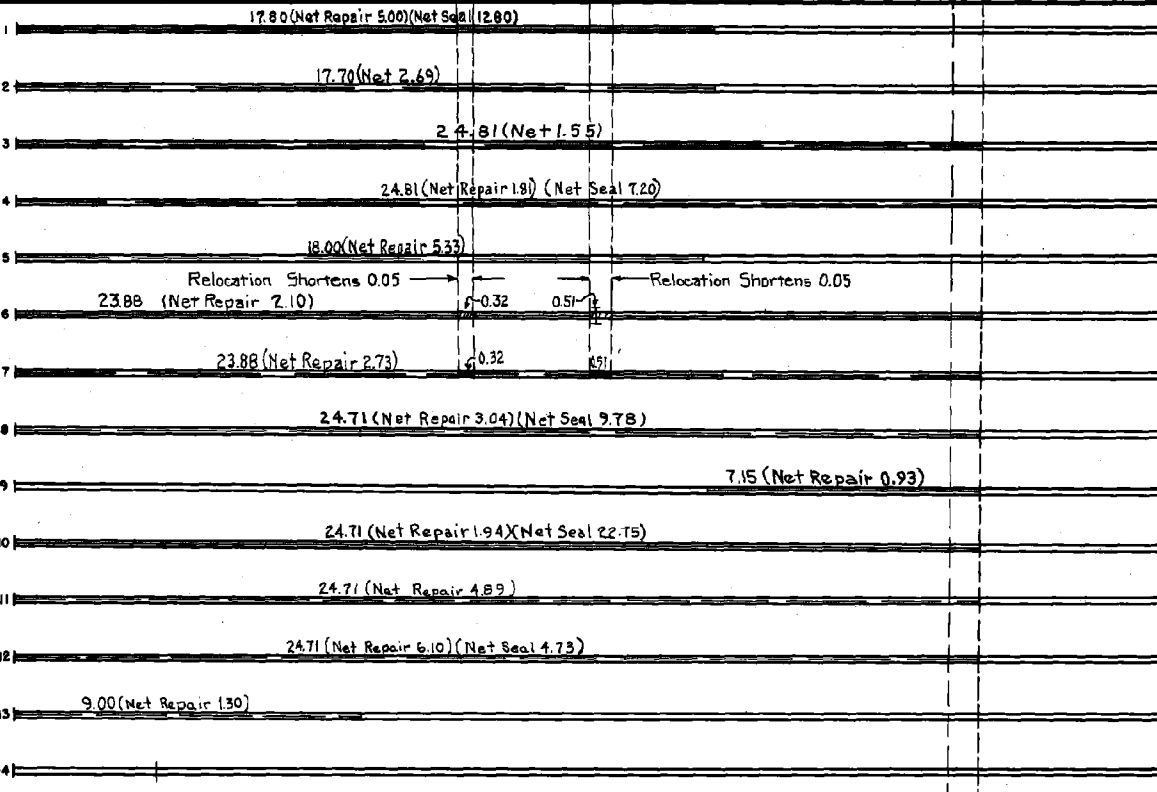 17.80 (Net Repair 5.00)(Net Seal 12.80)
1
17.70 (Net 2.69)
2
24.81 (Net 1.55)
3
24.81 (Net Repair 1.81) (Net Seal 7.20)
4
18.00 (Net Repair 5.33)
5
Relocation Shortens 0.05
Relocation Shortens 0.05
23.88 (Net Repair 2.10)
0.32
0.51
6
23.88 (Net Repair 2.73)
0.32
0.51
7
24.71 (Net Repair 3.04)(Net Seal 9.78)
8
7.15 (Net Repair 0.93)
9
24.71 (Net Repair 1.94)(Net Seal 22.75)
10
24.71 (Net Repair 4.89)
11
24.71 (Net Repair 6.10)(Net Seal 4.73)
12
9.00 (Net Repair 1.30)
13
4